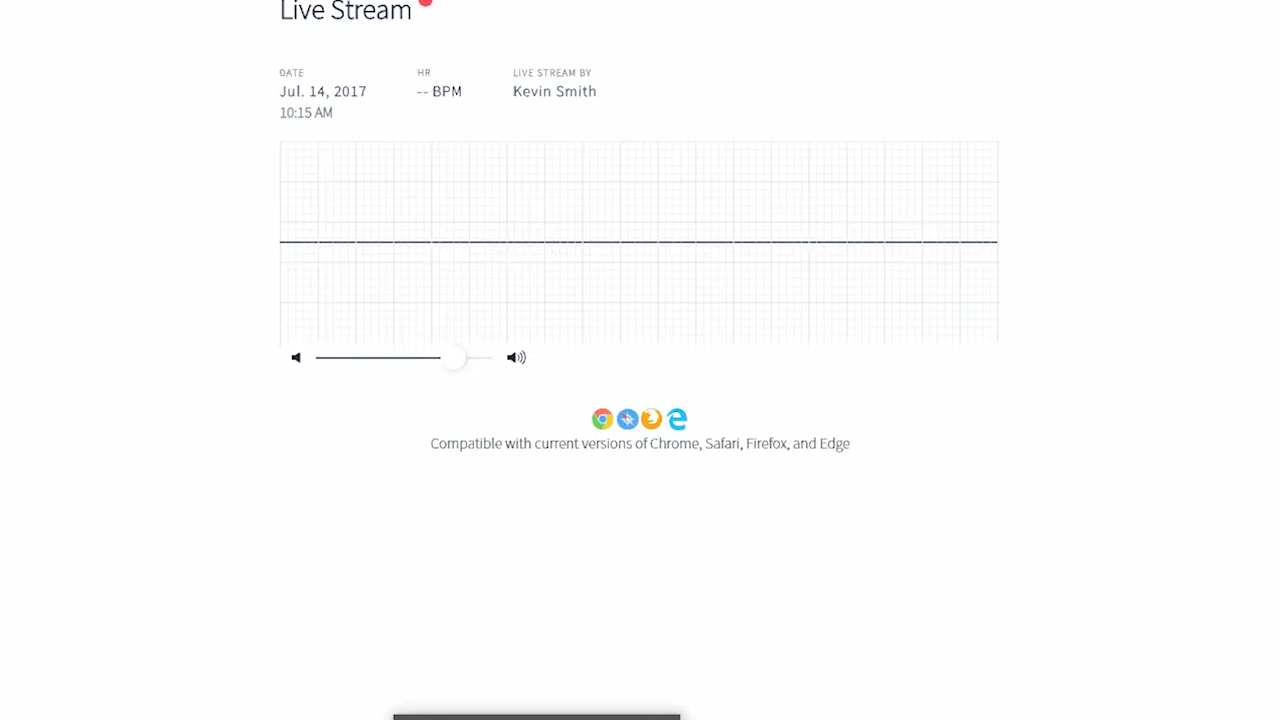 Live Stream
DATE
HR
LIVE STREAM BY
Jul. 14, 2017
-- BPM
Kevin Smith
10:15 AM
Compatible with current versions of Chrome, Safari, Firefox, and Edge